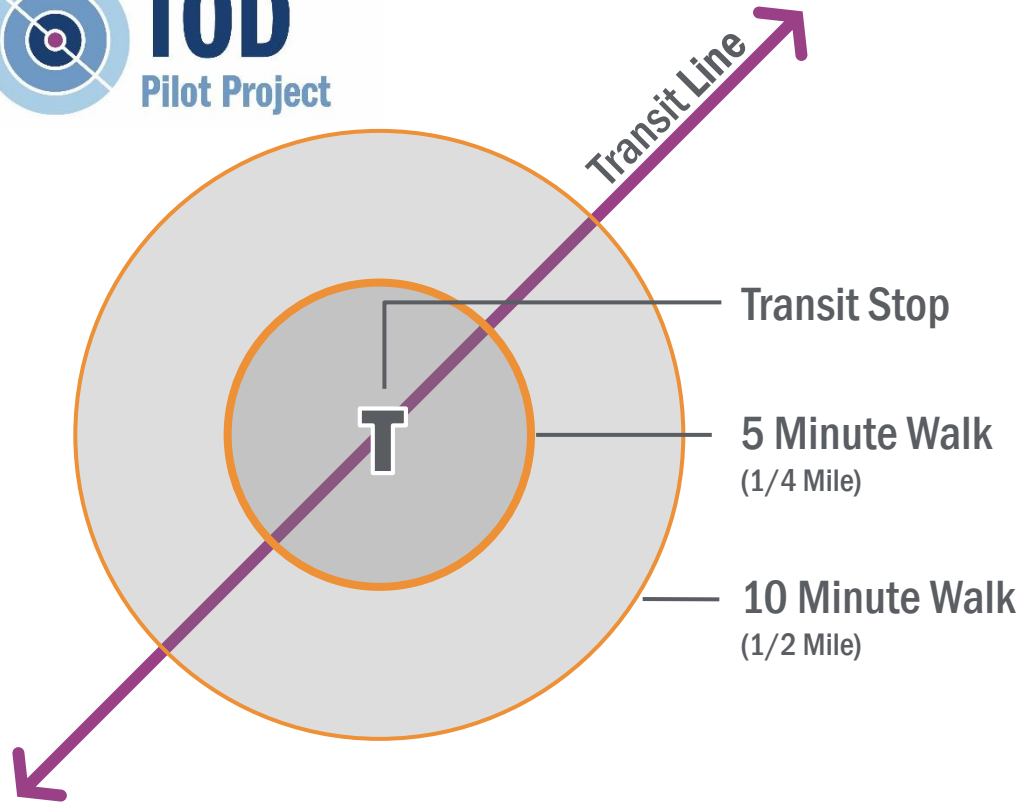 TOD
Pilot Project
Transit Line
Transit Stop
T
5 Minute Walk
(1/4 Mile)
10 Minute Walk
(1/2 Mile)